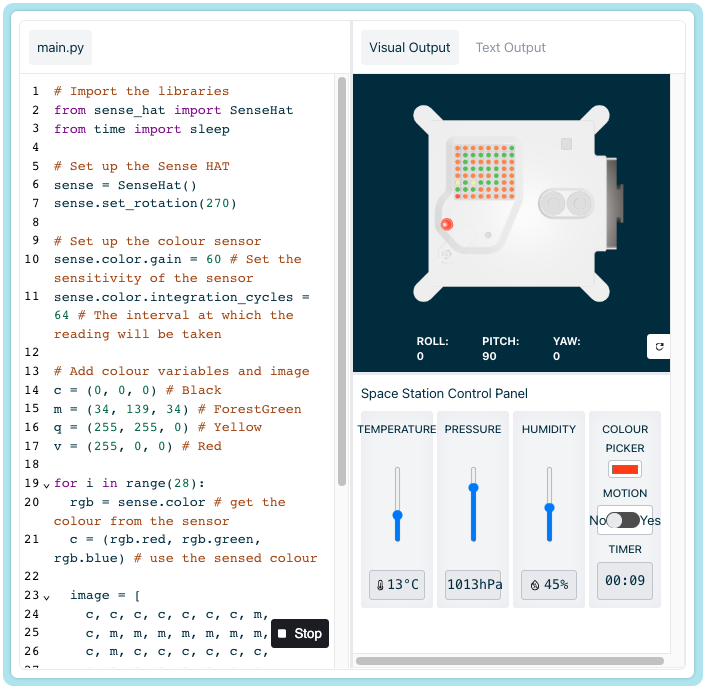 main.py
1 # Import the libraries
2 from sense_hat import SenseHat
3 from time import sleep
4
5 # Set up the Sense HAT
6 sense = SenseHat()
7 sense.set_rotation(270)
8
9 # Set up the colour sensor
10 sense.color.gain = 60 # Set the
sensitivity of the sensor
11 sense.color.integration_cycles =
64 # The interval at which the
reading will be taken
12
13 # Add colour variables and image
14 c = (0, 0, 0) # Black
15 m = (34, 139, 34) # ForestGreen
16 q = (255, 255, 0) # Yellow
17 v = (255, 0, 0) # Red
18
19 for i in range(28):
20 rgb = sense.color # get the
colour from the sensor
21 c = (rgb.red, rgb.green,
rgb.blue) # use the sensed colour
22
23 image = [
24 c, c, c, c, c, c, c, m,
25 c, m, m, m, m, m, m, m,
26 c, m, c, c, c, c, c, c,
27
Stop
Visual Output Text Output
ROLL: PITCH: YAW:
0 90 0
Space Station Control Panel
TEMPERATURE PRESSURE HUMIDITY COLOUR
PICKER
MOTION
No Yes
TIMER
13°C 1013hPa 45% 00:09